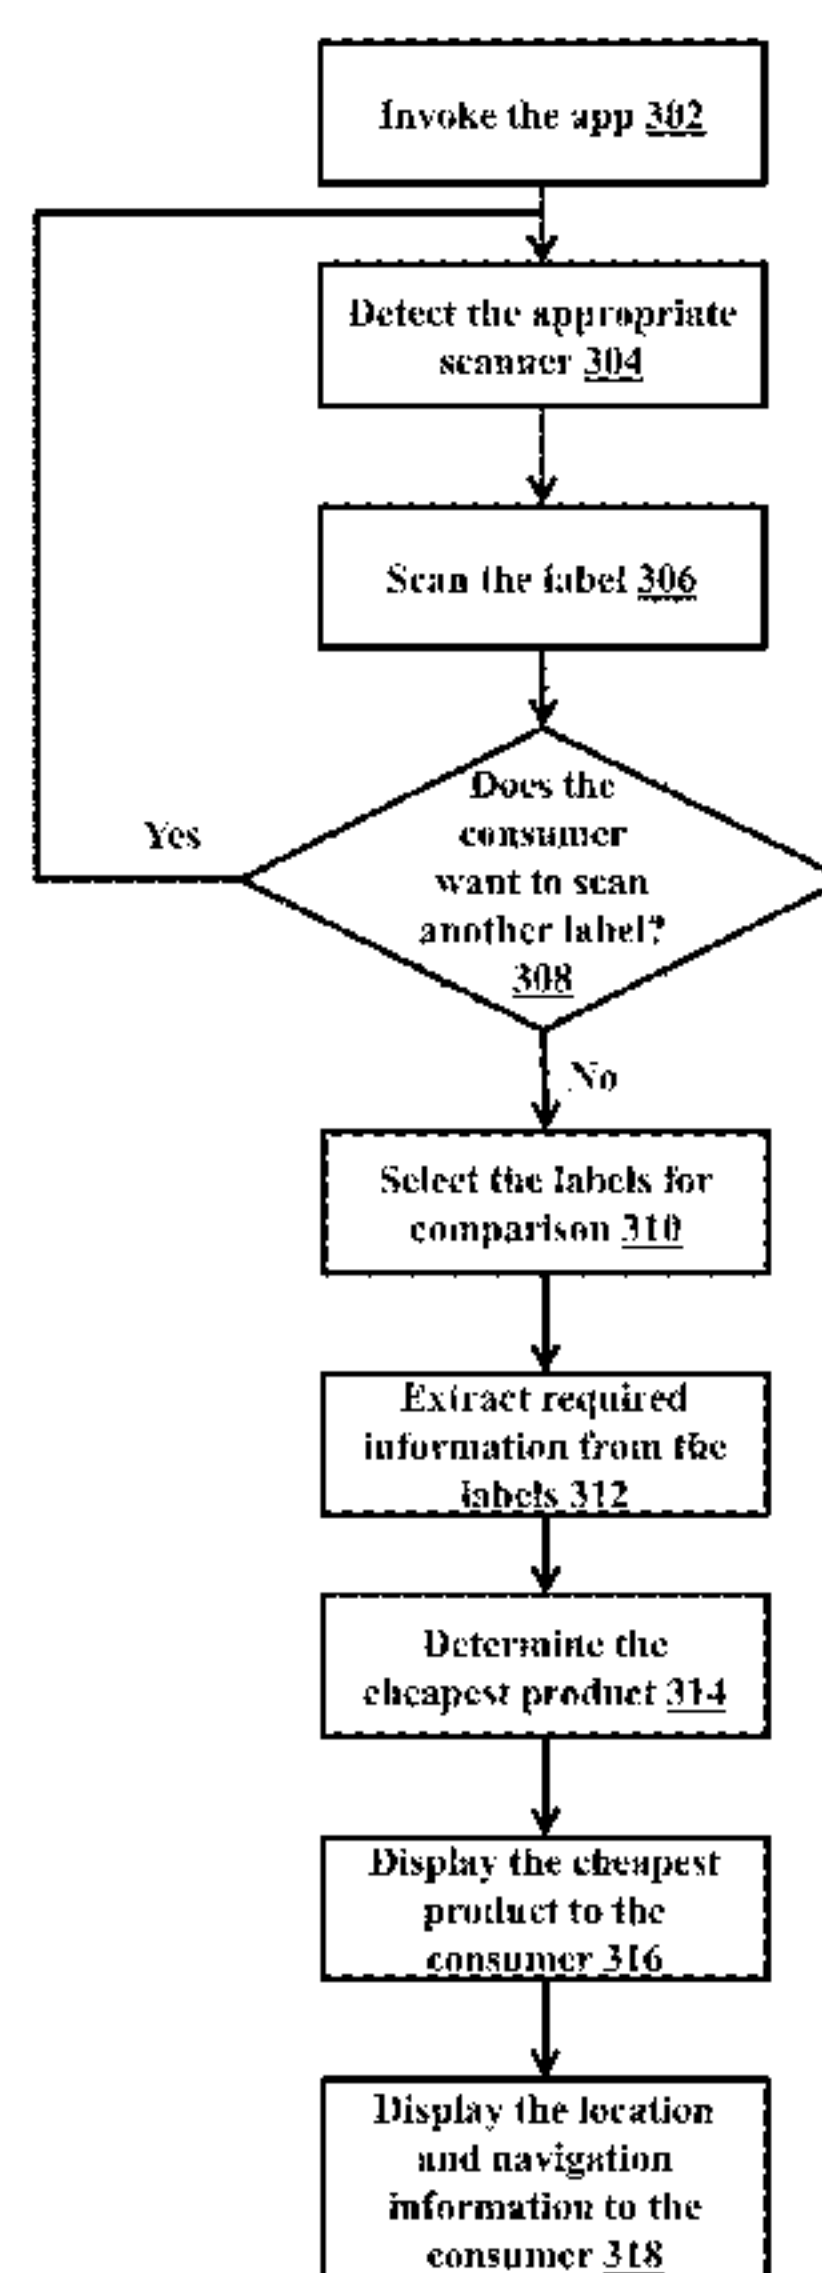 Invoke the app 302
Detect the appropriate
scanner 304
Scan the label 306
Does the
consumer
want to scan
another label?
308
Yes
No
Select the labels for
comparison 310
Extract required
information from the
labels 312
Determine the
cheapest product 314
Display the cheapest
product to the
consumer 316
Display the location
and navigation
information to the
consumer 318